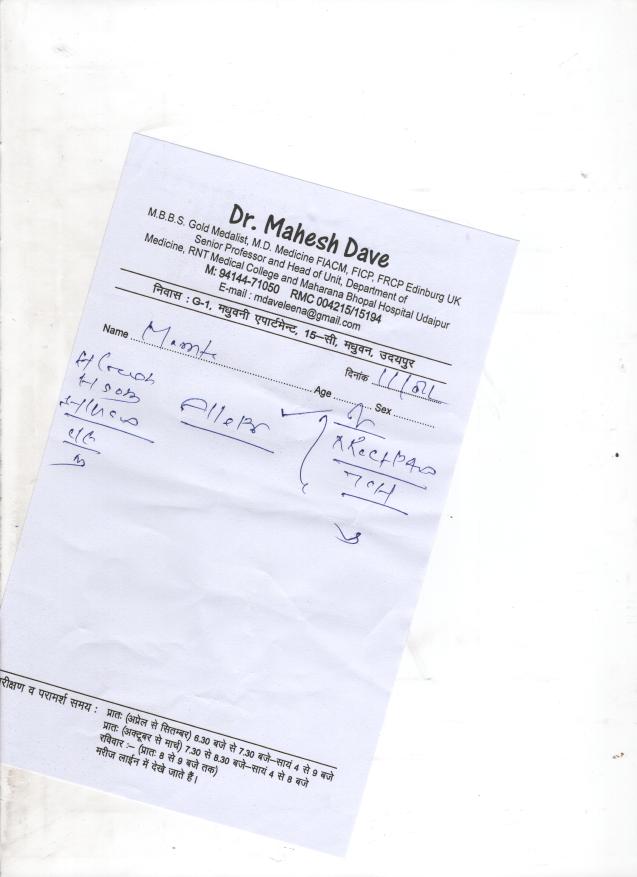 Dr. Mahesh Dave
M.B.B.S. Gold Medalist, M.D. Medicine FIACM, FICP, FRCP Edinburg UK
Senior Professor and Head of Unit, Department of
Medicine, RNT Medical College and Maharana Bhopal Hospital Udaipur
M: 94144-71050 RMC 004215/15194
E-mail : mdaveleena@gmail.com
निवास : G-1, मधुवनी एपार्टमेन्ट, 15–सी, मधुवन, उदयपुर
Name
दिनांक
Age Sex
H SOB
रीक्षण व परामर्श समय : प्रातः (अप्रेल से सितम्बर) 6.30 बजे से 7.30 बजे–सायं 4 से 9 बजे
प्रातः (अक्टूबर से मार्च) 7.30 से 8.30 बजे–सायं 4 से 8 बजे
रविवार :– (प्रातः 8 से 9 बजे तक)
मरीज लाईन में देखे जाते हैं।